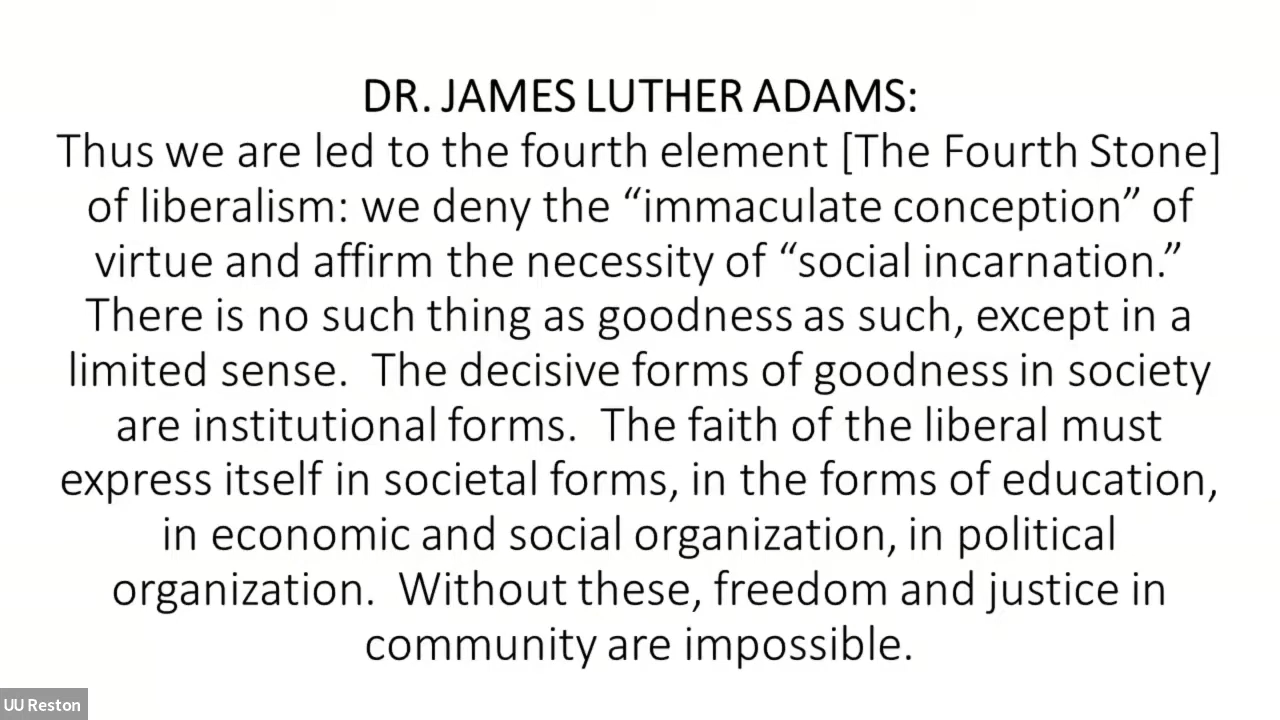 DR. JAMES LUTHER ADAMS:
Thus we are led to the fourth element [The Fourth Stone]
of liberalism: we deny the “immaculate conception” of
virtue and affirm the necessity of “social incarnation.”
There is no such thing as goodness as such, except in a
limited sense.  The decisive forms of goodness in society
are institutional forms.  The faith of the liberal must
express itself in societal forms, in the forms of education,
in economic and social organization, in political
organization.  Without these, freedom and justice in
community are impossible.
UU Reston